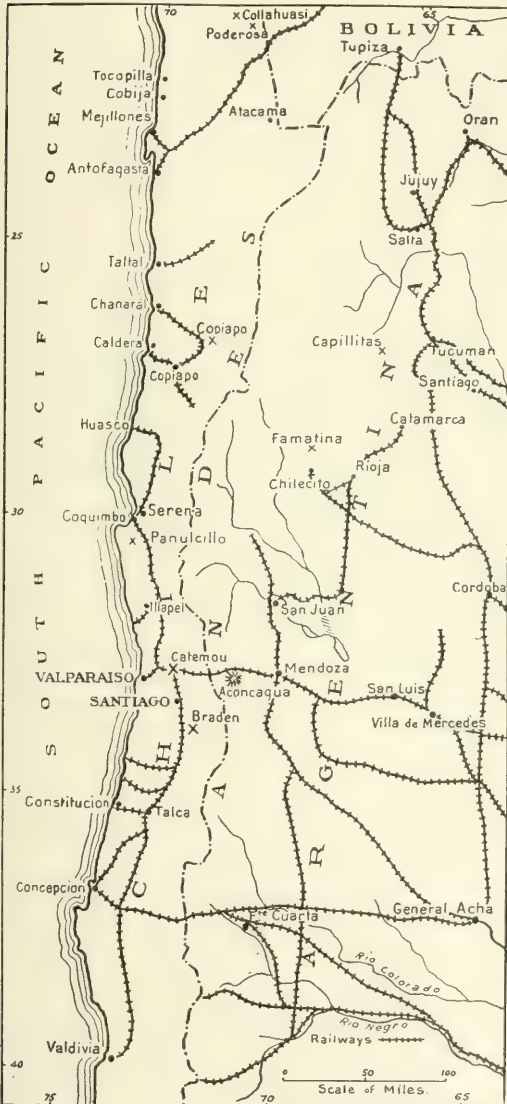 70
65
Collahuasi
BOLIVIA
Poderosa
Tupiza
Tocopilla
Cobija
Mejillones
Atacama
Oran
Antofagasta
Jujuy
25
Salta
Taltal
Chanaral
Copiapo
Capillitas
Caldera
Tucuman
Copiapo
Santiago
Huasco
Catamarca
Famatina
Rioja
Chilecito
30
Serena
Coquimbo
Panulcillo
Cordoba
Illapel
San Juan
Catemou
VALPARAISO
Mendoza
Aconcagua
San Luis
SANTIAGO
Braden
Villa de Mercedes
35
Constitucion
Talca
Concepcion
General Acha
Fte Cuarta
Rio Colorado
Rio Negro
Railways
Valdivia
40
0 50 100
Scale of Miles.
75
70
65
SOUTH PACIFIC OCEAN
CHILE
ANDES
ARGENTINA